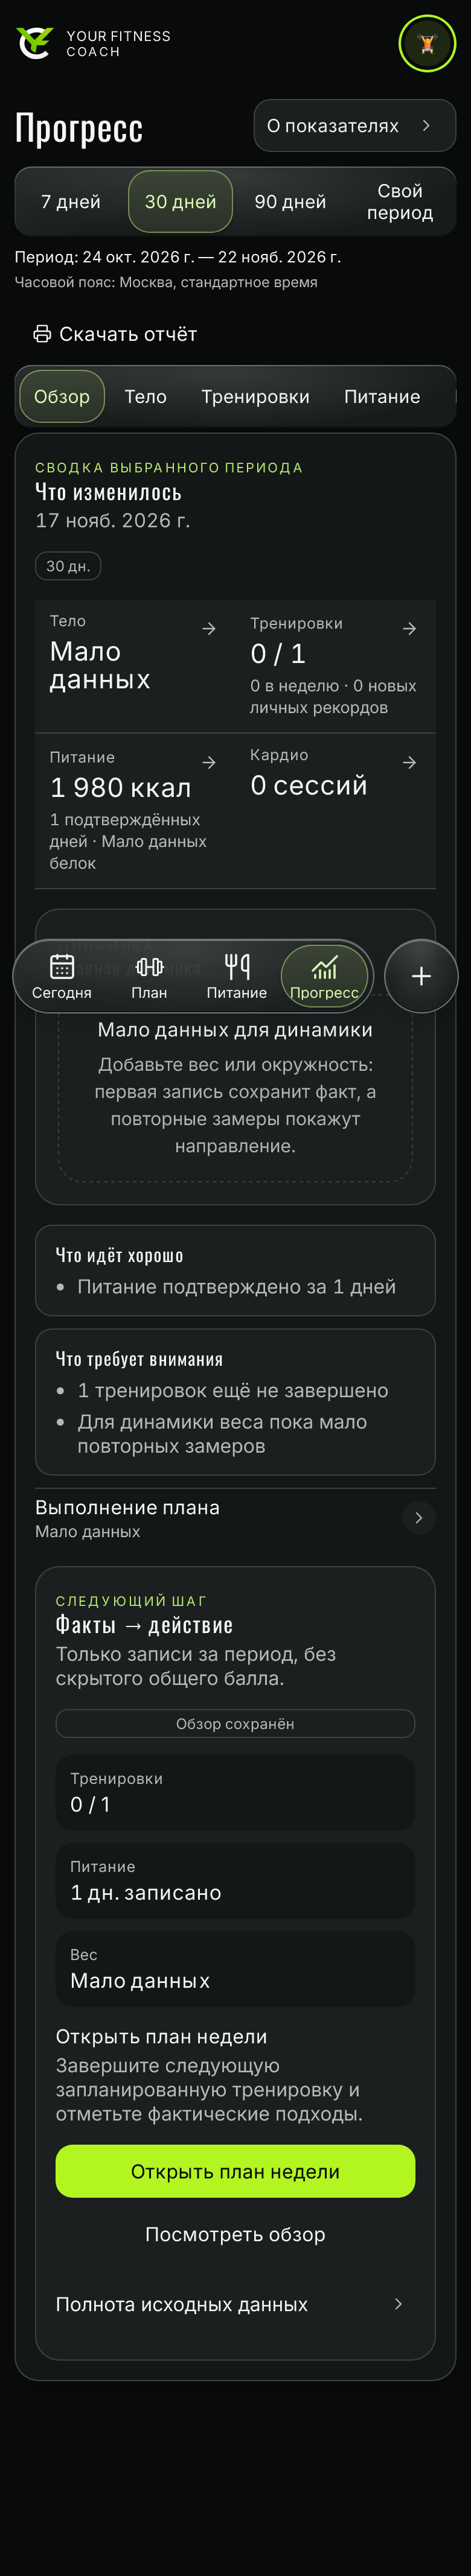 YOUR FITNESS
COACH
Прогресс
О показателях
7 дней
30 дней
90 дней
Свой
период
Период: 24 окт. 2026 г. — 22 нояб. 2026 г.
Часовой пояс: Москва, стандартное время
Скачать отчёт
Обзор
Тело
Тренировки
Питание
СВОДКА ВЫБРАННОГО ПЕРИОДА
Что изменилось
17 нояб. 2026 г.
30 дн.
Тело
Мало
данных
Тренировки
0 / 1
0 в неделю · 0 новых
личных рекордов
Питание
1 980 ккал
1 подтверждённых
дней · Мало данных
белок
Кардио
0 сессий
Сегодня
План
Питание
Прогресс
Мало данных для динамики
Добавьте вес или окружность:
первая запись сохранит факт, а
повторные замеры покажут
направление.
Что идёт хорошо
• Питание подтверждено за 1 дней
Что требует внимания
• 1 тренировок ещё не завершено
• Для динамики веса пока мало
повторных замеров
Выполнение плана
Мало данных
СЛЕДУЮЩИЙ ШАГ
Факты → действие
Только записи за период, без
скрытого общего балла.
Обзор сохранён
Тренировки
0 / 1
Питание
1 дн. записано
Вес
Мало данных
Открыть план недели
Завершите следующую
запланированную тренировку и
отметьте фактические подходы.
Открыть план недели
Посмотреть обзор
Полнота исходных данных